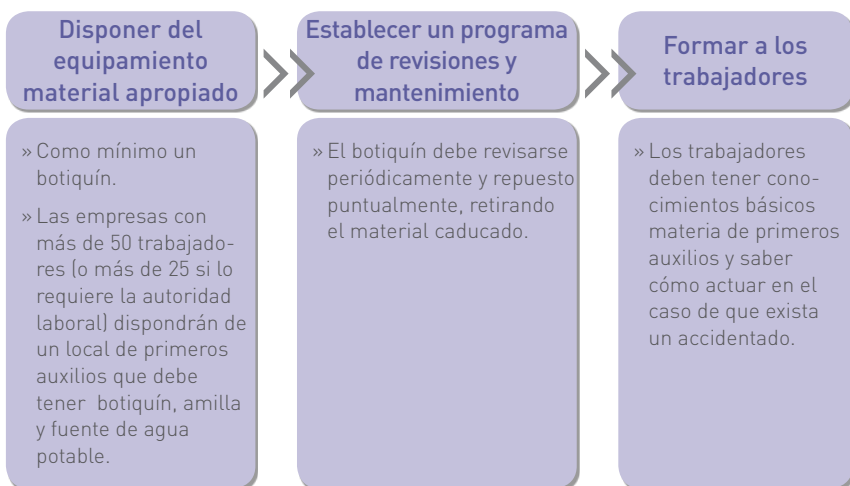 Disponer del
equipamiento
material apropiado
» Como mínimo un
botiquín.
» Las empresas con
más de 50 trabajado-
res (o más de 25 si lo
requiere la autoridad
laboral) dispondrán de
un local de primeros
auxilios que debe
tener botiquín, amilla
y fuente de agua
potable.
Establecer un programa
de revisiones y
mantenimiento
» El botiquín debe revisarse
periódicamente y repuesto
puntualmente, retirando
el material caducado.
Formar a los
trabajadores
» Los trabajadores
deben tener cono-
cimientos básicos
materia de primeros
auxilios y saber
cómo actuar en el
caso de que exista
un accidentado.